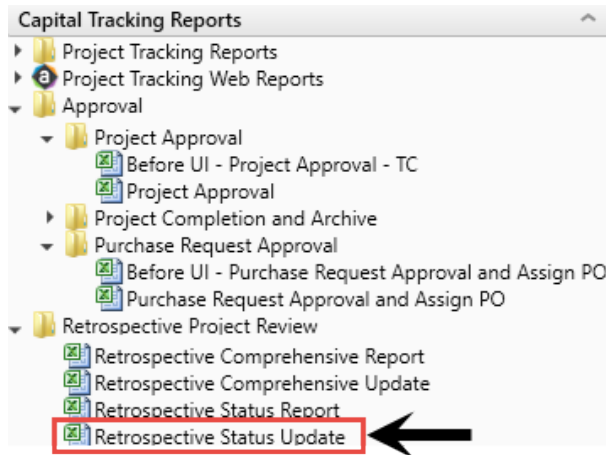 Capital Tracking Reports
Project Tracking Reports
Project Tracking Web Reports
Approval
Project Approval
Before UI - Project Approval - TC
Project Approval
Project Completion and Archive
Purchase Request Approval
Before UI - Purchase Request Approval and Assign PO
Purchase Request Approval and Assign PO
Retrospective Project Review
Retrospective Comprehensive Report
Retrospective Comprehensive Update
Retrospective Status Report
Retrospective Status Update